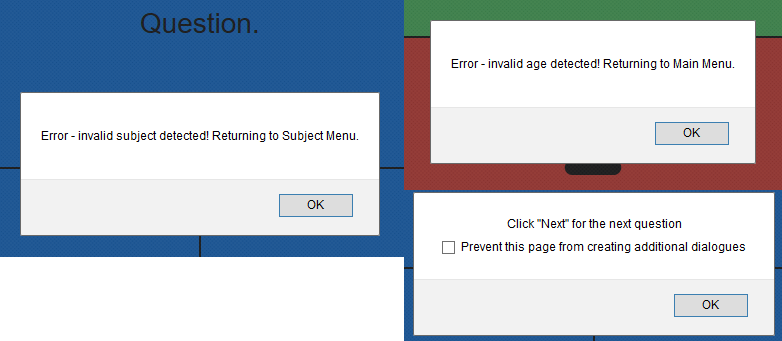 Question.
Error - invalid subject detected! Returning to Subject Menu.
OK
Error - invalid age detected! Returning to Main Menu.
OK
Click "Next" for the next question
Prevent this page from creating additional dialogues
OK